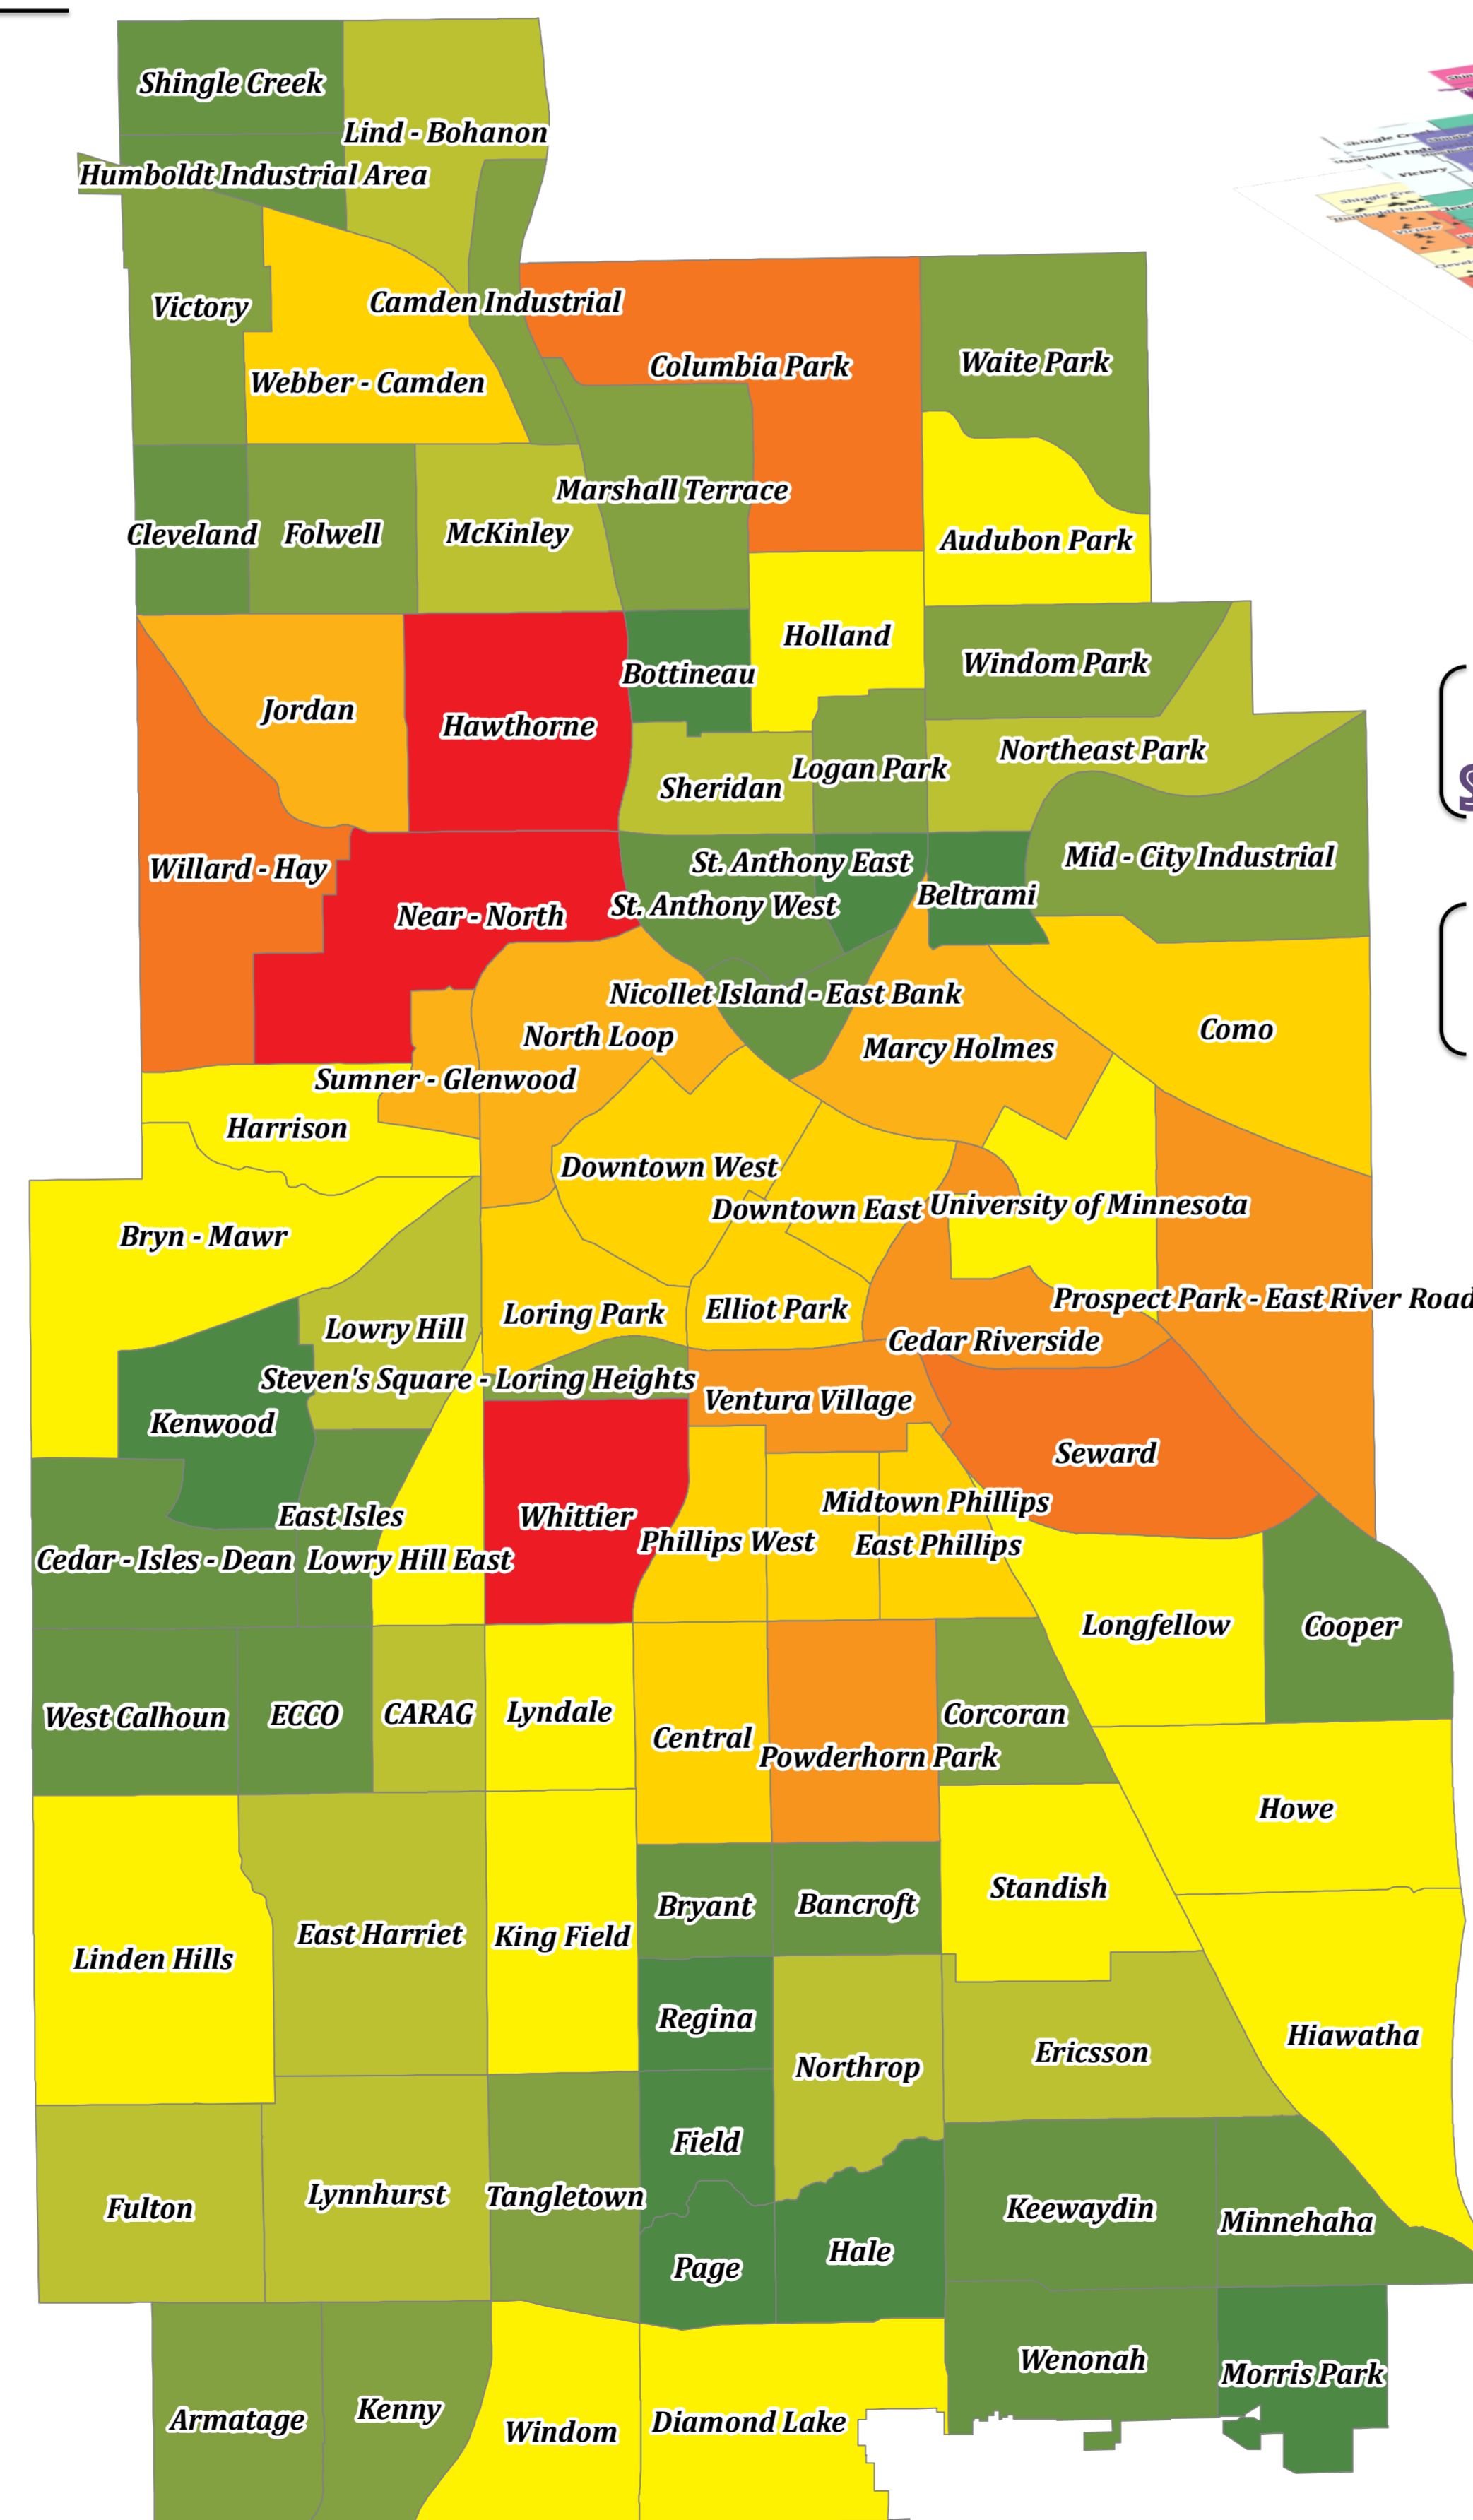 Shingle Creek
Lind - Bohanon
Humboldt Industrial Area
Victory
Camden Industrial
Webber - Camden
Columbia Park
Waite Park
Cleveland
Folwell
McKinley
Marshall Terrace
Audubon Park
Holland
Windom Park
Bottineau
Jordan
Hawthorne
Northeast Park
Logan Park
Sheridan
Willard - Hay
St. Anthony East
Mid - City Industrial
Beltrami
St. Anthony West
Near - North
Nicollet Island - East Bank
North Loop
Marcy Holmes
Como
Sumner - Glenwood
Harrison
Downtown West
Downtown East
University of Minnesota
Bryn - Mawr
Prospect Park - East River Road
Loring Park
Elliot Park
Lowry Hill
Cedar Riverside
Steven's Square - Loring Heights
Ventura Village
Kenwood
Seward
East Isles
Whittier
Midtown Phillips
Phillips West
East Phillips
Cedar - Isles - Dean
Lowry Hill East
Longfellow
Cooper
West Calhoun
ECCO
CARAG
Lyndale
Central
Corcoran
Powderhorn Park
Howe
Bryant
Bancroft
Standish
Linden Hills
East Harriet
King Field
Regina
Northrop
Ericsson
Hiawatha
Field
Fulton
Lynnhurst
Tangletown
Keewaydin
Minnehaha
Page
Hale
Wenonah
Morris Park
Armatage
Kenny
Windom
Diamond Lake